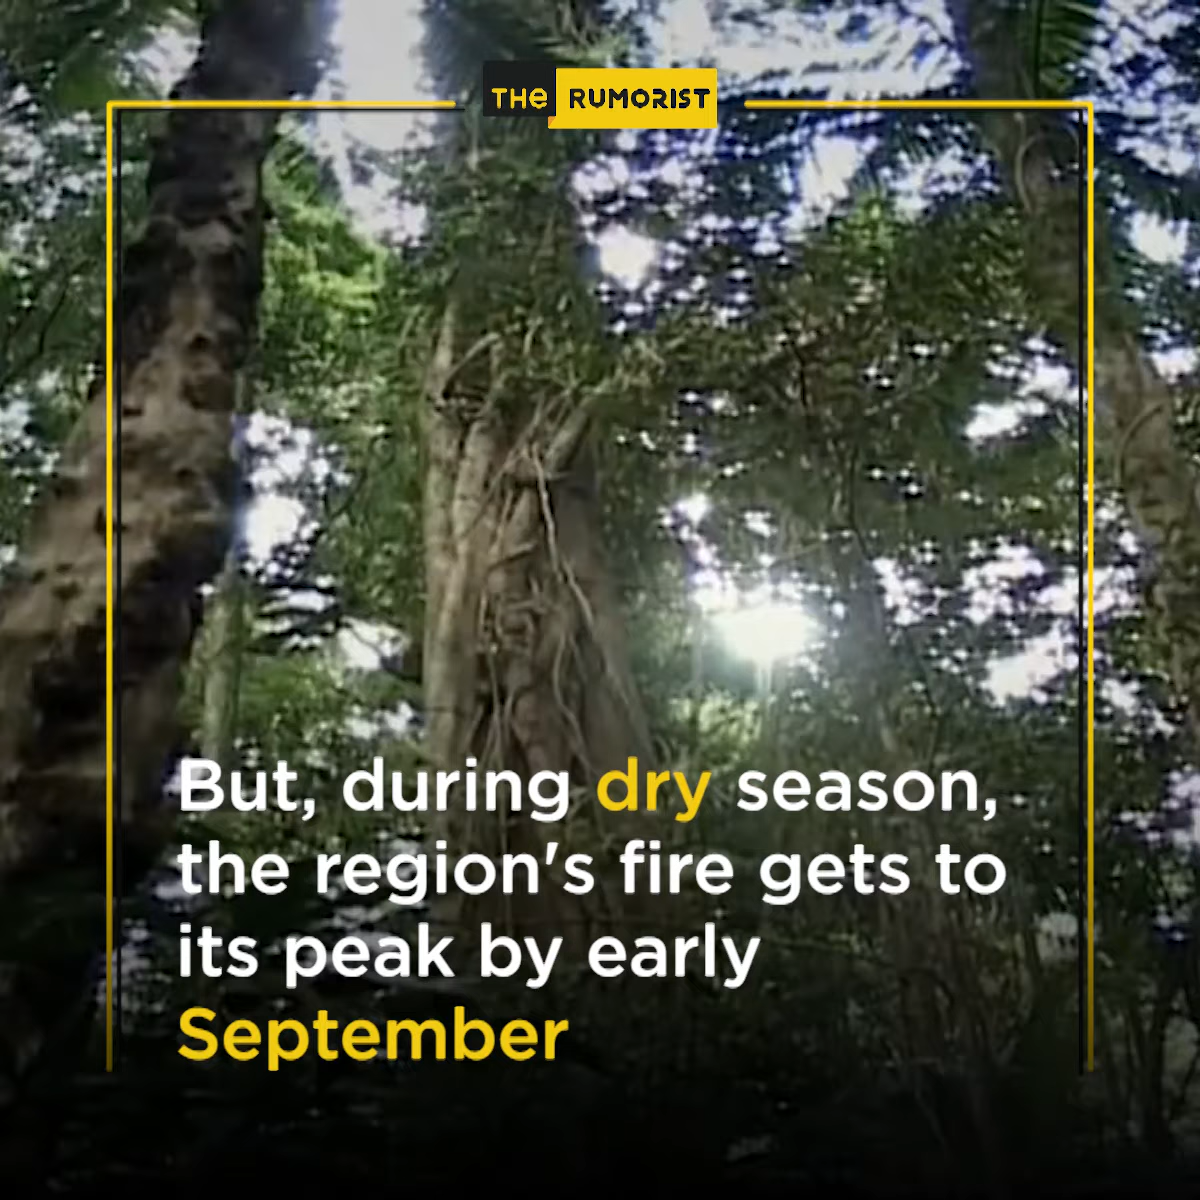 THE RUMORIST
But, during dry season,
the region's fire gets to
its peak by early
September